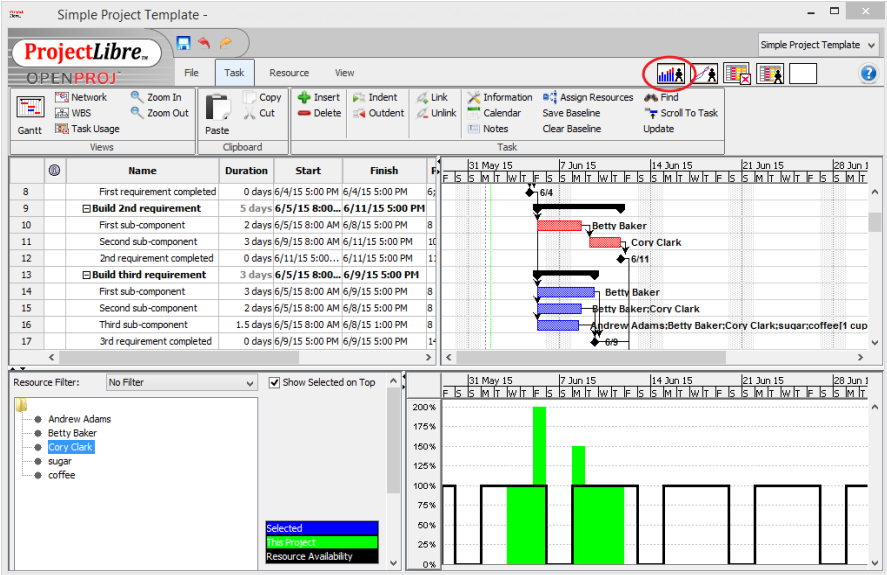 Simple Project Template -
ProjectLibre™
OPENPROJ
File Task Resource View
Simple Project Template
Network Zoom In
WBS Zoom Out
Gantt Task Usage
Views
Copy
Paste Cut
Clipboard
Insert Indent Link Information Assign Resources Find
Delete Outdent Unlink Calendar Save Baseline Scroll To Task
Notes Clear Baseline Update
Task
Name Duration Start Finish
31 May 15 7 Jun 15 14 Jun 15 21 Jun 15 28 Jun 1
F S S M T W T F S S M T W T F S S M T W T F S S M T W T F S S M T
8 First requirement completed 0 days 6/4/15 5:00 PM 6/4/15 5:00 PM 6; 6/4
9 Build 2nd requirement 5 days 6/5/15 8:00... 6/11/15 5:00 PM
10 First sub-component 2 days 6/5/15 8:00 AM 6/8/15 5:00 PM 8 Betty Baker
11 Second sub-component 3 days 6/9/15 8:00 AM 6/11/15 5:00 PM 10 Cory Clark
12 2nd requirement completed 0 days 6/11/15 5:00... 6/11/15 5:00 PM 11 6/11
13 Build third requirement 3 days 6/5/15 8:00... 6/9/15 5:00 PM
14 First sub-component 3 days 6/5/15 8:00 AM 6/9/15 5:00 PM 8 Betty Baker
15 Second sub-component 2 days 6/5/15 8:00 AM 6/8/15 5:00 PM 8 Betty Baker;Cory Clark
16 Third sub-component 1.5 days 6/5/15 8:00 AM 6/8/15 1:00 PM 8 Andrew Adams;Betty Baker;Cory Clark;sugar;coffee[1 cup
17 3rd requirement completed 0 days 6/9/15 5:00 PM 6/9/15 5:00 PM 14 6/9
Resource Filter: No Filter Show Selected on Top
Andrew Adams
Betty Baker
Cory Clark
sugar
coffee
Selected
This Project
Resource Availability
31 May 15 7 Jun 15 14 Jun 15 21 Jun 15 28 Jun 1
F S S M T W T F S S M T W T F S S M T W T F S S M T W T F S S M T
200%
175%
150%
125%
100%
75%
50%
25%
0%